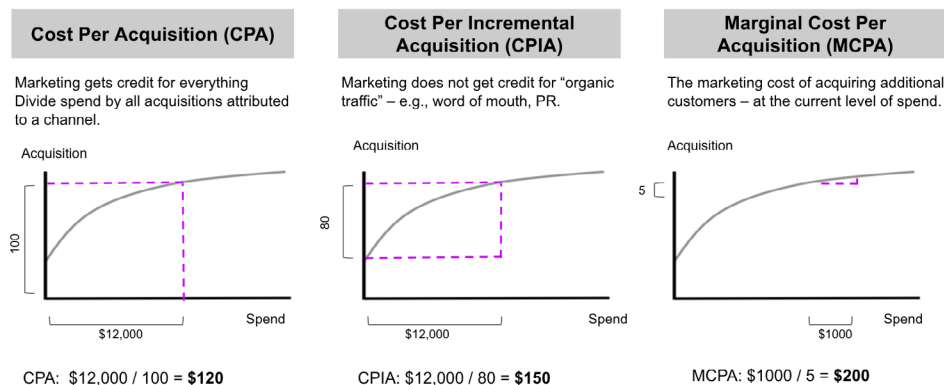 Cost Per Acquisition (CPA)
Marketing gets credit for everything
Divide spend by all acquisitions attributed
to a channel.
Acquisition
100
Spend
$12,000
CPA: $12,000 / 100 = $120
Cost Per Incremental
Acquisition (CPIA)
Marketing does not get credit for “organic
traffic” – e.g., word of mouth, PR.
Acquisition
80
Spend
$12,000
CPIA: $12,000 / 80 = $150
Marginal Cost Per
Acquisition (MCPA)
The marketing cost of acquiring additional
customers – at the current level of spend.
Acquisition
5
Spend
$1000
MCPA: $1000 / 5 = $200